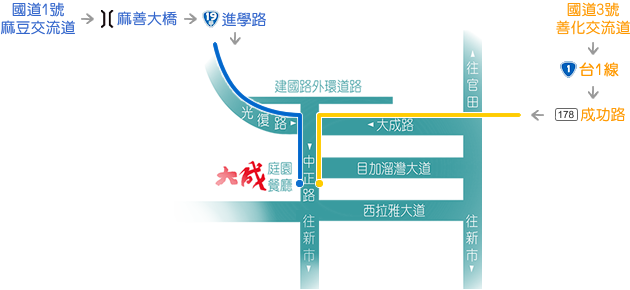 國道1號
麻豆交流道
麻善大橋
19
進學路
國道3號
善化交流道
1
台1線
178
成功路
往官田
建國路外環道路
光復路
大成路
中正路
大成
庭園
餐廳
目加溜灣大道
西拉雅大道
往新市
往新市